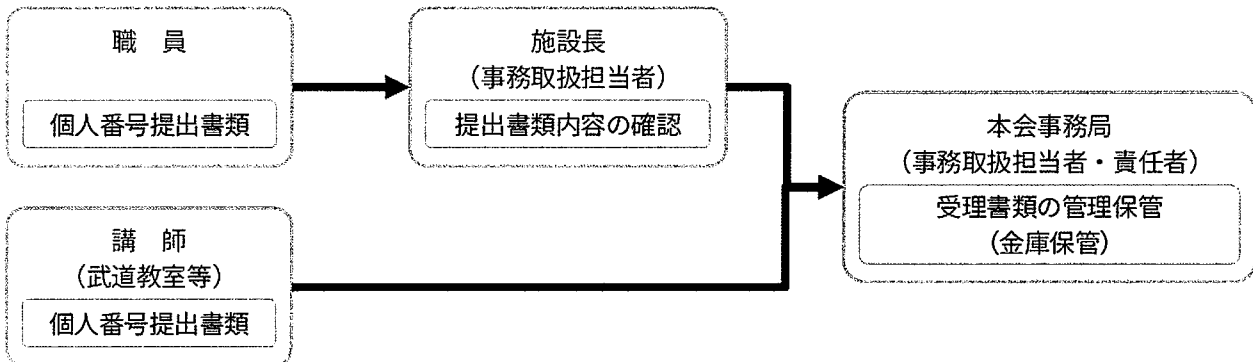 職　員
個人番号提出書類
施設長
（事務取扱担当者）
提出書類内容の確認
講　師
（武道教室等）
個人番号提出書類
本会事務局
（事務取扱担当者・責任者）
受理書類の管理保管
（金庫保管）